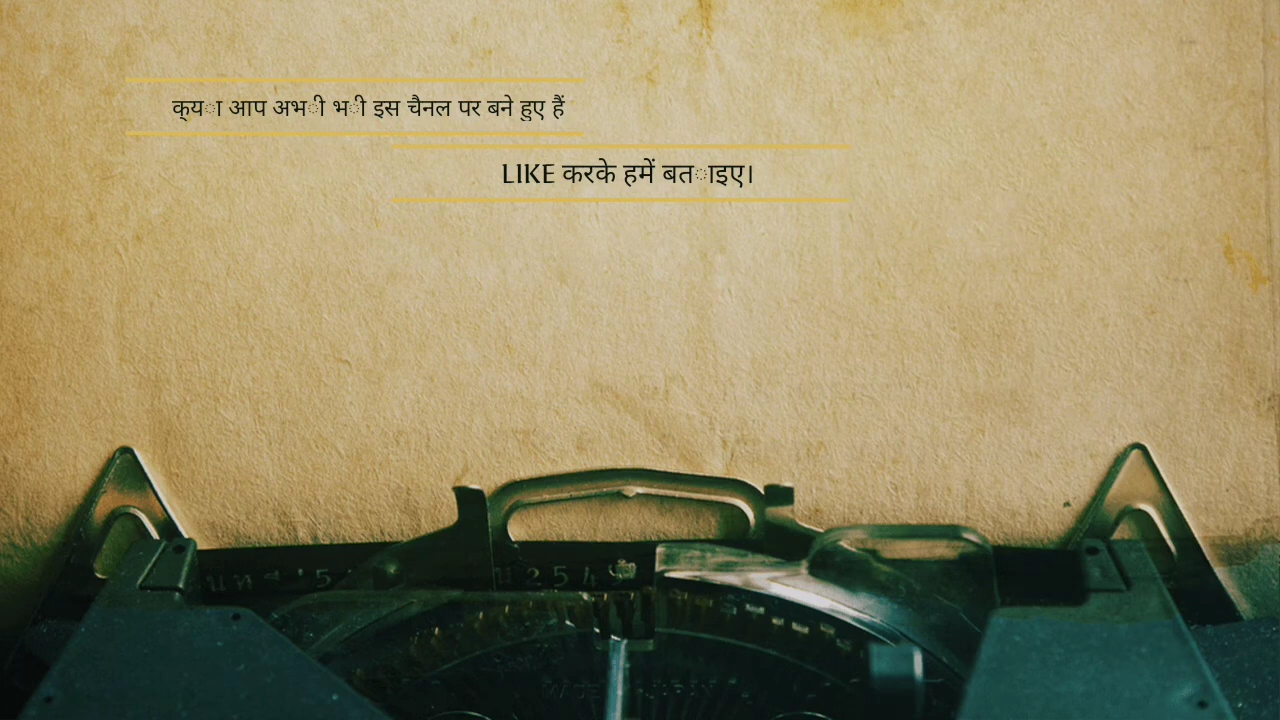 क्या आप अभी भी इस चैनल पर बने हुए हैं
LIKE करके हमें बताइए।